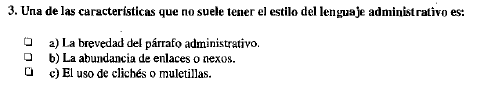 3. Una de las características que no suele tener el estilo del lenguaje administrativo es:
❑ a) La brevedad del párrafo administrativo.
❑ b) La abundancia de enlaces o nexos.
❑ c) El uso de clichés o muletillas.